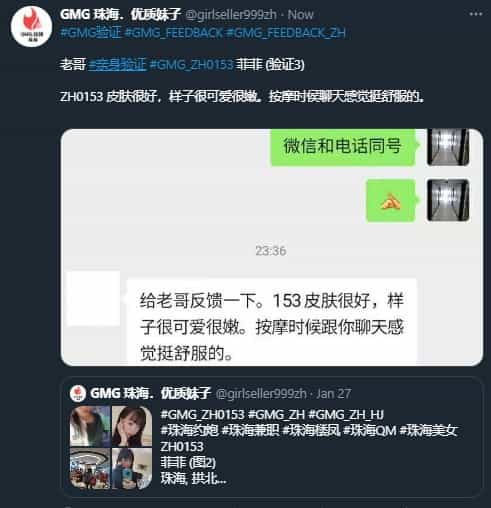 GMG 珠海．优质妹子 @girlseller999zh · Now
#GMG验证 #GMG_FEEDBACK #GMG_FEEDBACK_ZH
老哥 #亲身验证 #GMG_ZH0153 菲菲 (验证3)
ZH0153 皮肤很好，样子很可爱很嫩。按摩时候聊天感觉挺舒服的。
微信和电话同号
23:36
给老哥反馈一下。153 皮肤很好，样
子很可爱很嫩。按摩时候跟你聊天感
觉挺舒服的。
GMG 珠海．优质妹子 @girlseller999zh · Jan 27
#GMG_ZH0153 #GMG_ZH #GMG_ZH_HJ
#珠海约炮 #珠海兼职 #珠海楼凤 #珠海QM #珠海美女
ZH0153
菲菲 (图2)
珠海, 拱北...